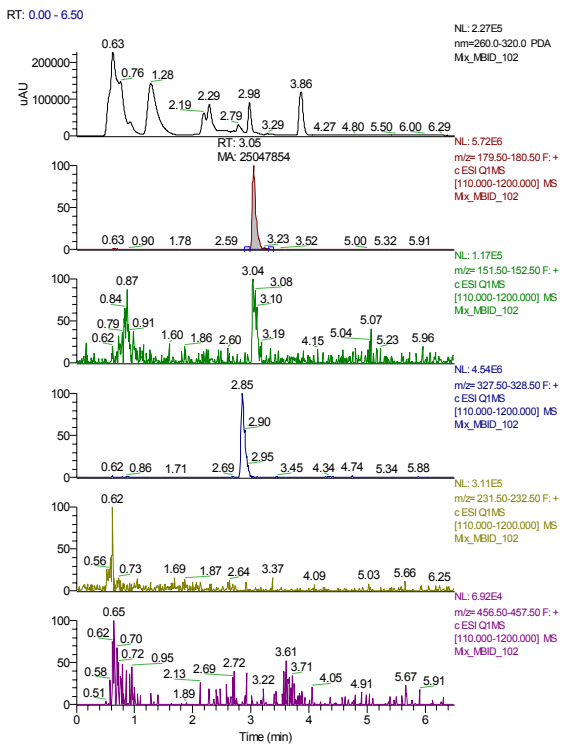 RT: 0.00 - 6.50
NL: 2.27E5
nm=260.0-320.0 PDA
Mix_MBID_102
uAU
200000
100000
0
0.63
0.76
1.28
2.19
2.29
2.79
2.98
3.29
3.86
4.27
4.80
5.50
6.00
6.29
RT: 3.05
MA: 25047854
NL: 5.72E6
m/z= 179.50-180.50 F: +
c ESI Q1MS
[110.000-1200.000] MS
Mix_MBID_102
100
50
0
0.63
0.90
1.78
2.59
3.23
3.52
5.00
5.32
5.91
NL: 1.17E5
m/z= 151.50-152.50 F: +
c ESI Q1MS
[110.000-1200.000] MS
Mix_MBID_102
100
50
0
0.62
0.79
0.84
0.87
0.91
1.60
1.86
2.60
3.04
3.08
3.10
3.19
4.15
5.04
5.07
5.23
5.96
NL: 4.54E6
m/z= 327.50-328.50 F: +
c ESI Q1MS
[110.000-1200.000] MS
Mix_MBID_102
100
50
0
0.62
0.86
1.71
2.69
2.85
2.90
2.95
3.45
4.34
4.74
5.34
5.88
NL: 3.11E5
m/z= 231.50-232.50 F: +
c ESI Q1MS
[110.000-1200.000] MS
Mix_MBID_102
100
50
0
0.56
0.62
0.73
1.69
1.87
2.64
3.37
4.09
5.03
5.66
6.25
NL: 6.92E4
m/z= 456.50-457.50 F: +
c ESI Q1MS
[110.000-1200.000] MS
Mix_MBID_102
100
50
0
0.51
0.58
0.62
0.65
0.70
0.72
0.95
1.89
2.13
2.69
2.72
3.22
3.61
3.71
4.05
4.91
5.67
5.91
0 1 2 3 4 5 6
Time (min)